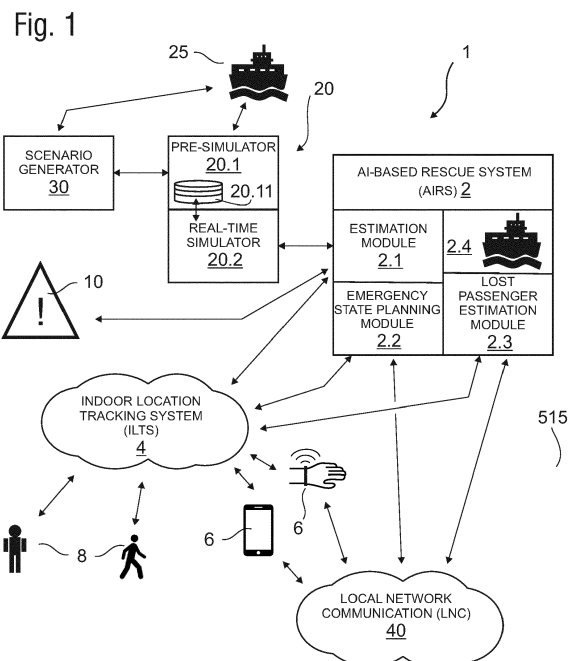 Fig. 1
25
1
20
SCENARIO
GENERATOR
30
PRE-SIMULATOR
20.1
20.11
REAL-TIME
SIMULATOR
20.2
AI-BASED RESCUE SYSTEM
(AIRS) 2
ESTIMATION
MODULE
2.1
2.4
EMERGENCY
STATE PLANNING
MODULE
2.2
LOST
PASSENGER
ESTIMATION
MODULE
2.3
10
!
INDOOR LOCATION
TRACKING SYSTEM
(ILTS)
4
515
6
6
8
LOCAL NETWORK
COMMUNICATION (LNC)
40